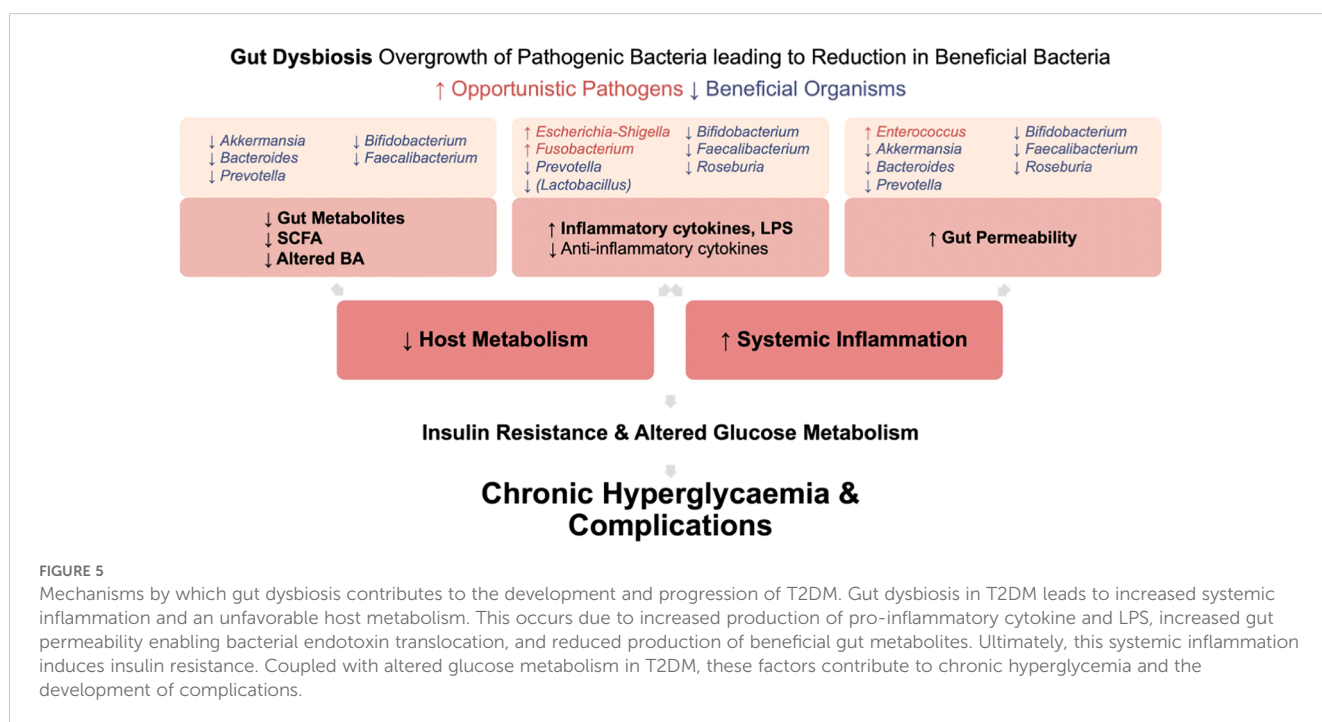 Gut Dysbiosis Overgrowth of Pathogenic Bacteria leading to Reduction in Beneficial Bacteria
↑ Opportunistic Pathogens ↓ Beneficial Organisms
↓ Akkermansia
↓ Bacteroides
↓ Prevotella
↓ Bifidobacterium
↓ Faecalibacterium
↓ Gut Metabolites
↓ SCFA
↓ Altered BA
↑ Escherichia-Shigella
↑ Fusobacterium
↓ Prevotella
↓ (Lactobacillus)
↓ Bifidobacterium
↓ Faecalibacterium
↓ Roseburia
↑ Inflammatory cytokines, LPS
↓ Anti-inflammatory cytokines
↑ Enterococcus
↓ Akkermansia
↓ Bacteroides
↓ Prevotella
↓ Bifidobacterium
↓ Faecalibacterium
↓ Roseburia
↑ Gut Permeability
↓ Host Metabolism
↑ Systemic Inflammation
Insulin Resistance & Altered Glucose Metabolism
Chronic Hyperglycaemia &
Complications
FIGURE 5
Mechanisms by which gut dysbiosis contributes to the development and progression of T2DM. Gut dysbiosis in T2DM leads to increased systemic
inflammation and an unfavorable host metabolism. This occurs due to increased production of pro-inflammatory cytokine and LPS, increased gut
permeability enabling bacterial endotoxin translocation, and reduced production of beneficial gut metabolites. Ultimately, this systemic inflammation
induces insulin resistance. Coupled with altered glucose metabolism in T2DM, these factors contribute to chronic hyperglycemia and the
development of complications.